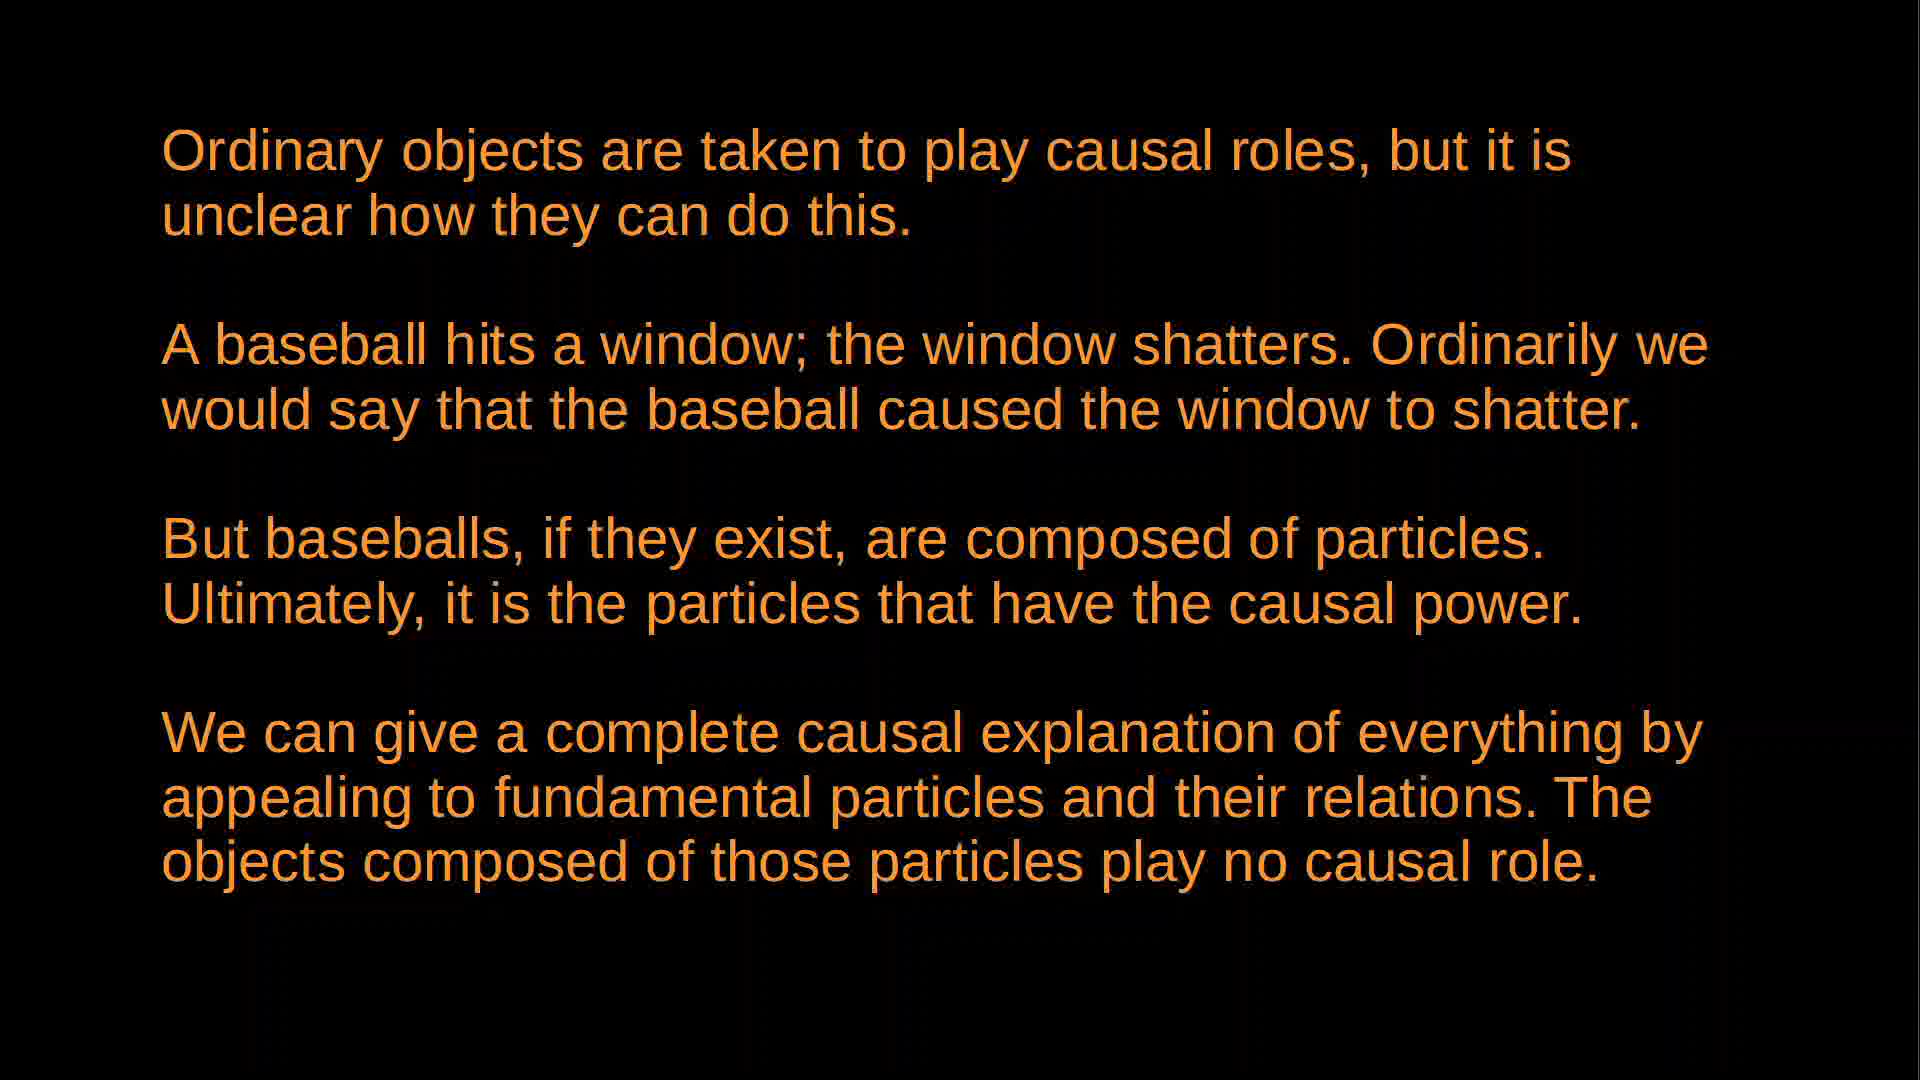 Ordinary objects are taken to play causal roles, but it is
unclear how they can do this.
A baseball hits a window; the window shatters. Ordinarily we
would say that the baseball caused the window to shatter.
But baseballs, if they exist, are composed of particles.
Ultimately, it is the particles that have the causal power.
We can give a complete causal explanation of everything by
appealing to fundamental particles and their relations. The
objects composed of those particles play no causal role.